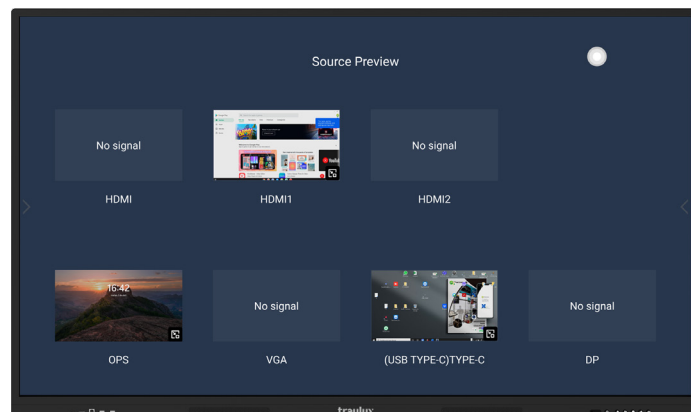 Source Preview
No signal
No signal
HDMI
HDMI1
HDMI2
16:42
No signal
No signal
OPS
VGA
(USB TYPE-C)TYPE-C
DP
traulux